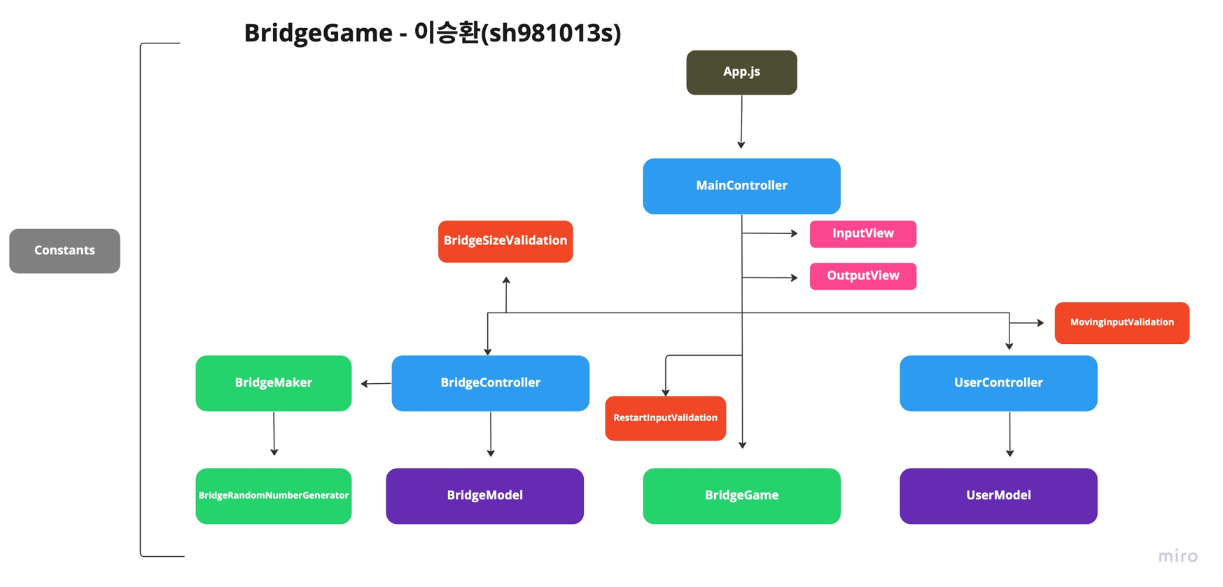 BridgeGame - 이승환(sh981013s)
App.js
MainController
InputView
BridgeSizeValidation
Constants
OutputView
MovingInputValidation
BridgeMaker
BridgeController
UserController
RestartInputValidation
BridgeRandomNumberGenerator
BridgeModel
BridgeGame
UserModel
miro